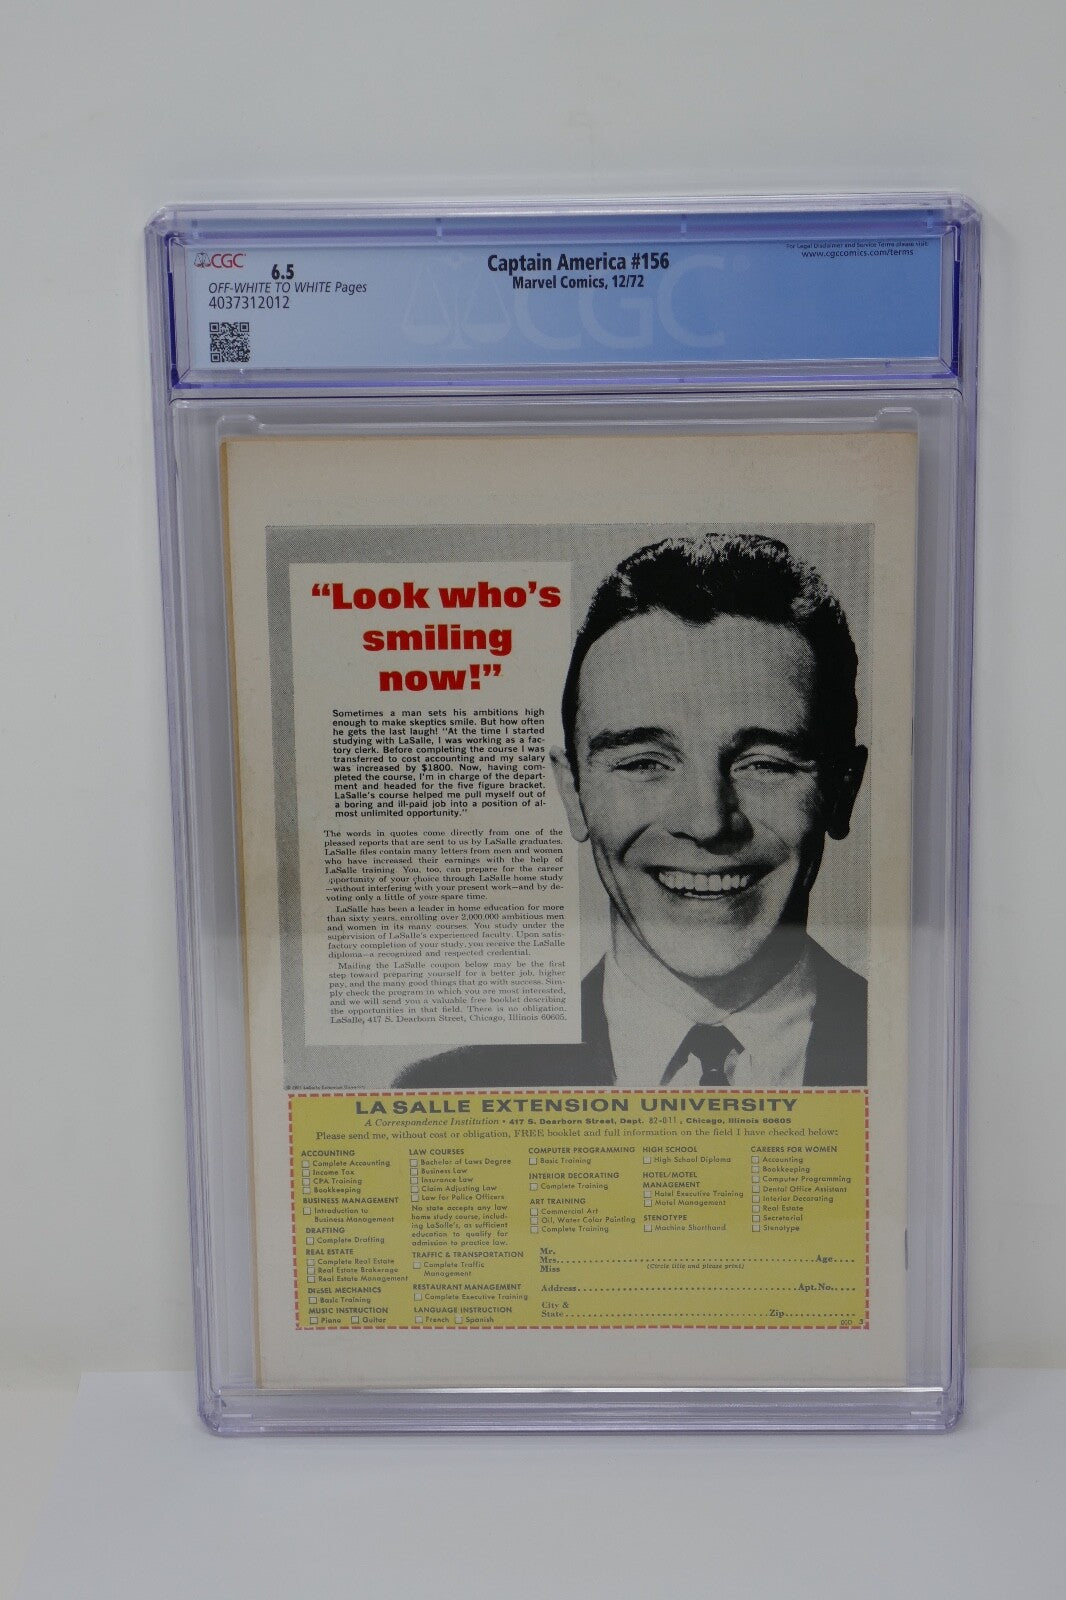 CGC
6.5
OFF-WHITE TO WHITE Pages
4037312012
Captain America #156
Marvel Comics, 12/72
For Legal Disclaimer and Service Terms please visit:
www.cgccomics.com/terms
CGC
"Look who's
smiling
now!"
Sometimes a man sets his ambitions high
enough to make skeptics smile. But how often
he gets the last laugh! "At the time I started
studying with LaSalle, I was working as a fac-
tory clerk. Before completing the course I was
transferred to cost accounting and my salary
was increased by $1800. Now, having com-
pleted the course, I'm in charge of the depart-
ment and headed for the five figure bracket.
LaSalle's course helped me pull myself out of
a boring and ill-paid job into a position of al-
most unlimited opportunity."
The words in quotes come directly from one of the
pleased reports that are sent to us by LaSalle graduates.
LaSalle files contain many letters from men and women
who have increased their earnings with the help of
LaSalle training. You, too, can prepare for the career
opportunity of your choice through LaSalle home study
—without interfering with your present work—and by de-
voting only a little of your spare time.
LaSalle has been a leader in home education for more
than sixty years, enrolling over 2,000,000 ambitious men
and women in its many courses. You study under the
supervision of LaSalle's experienced faculty. Upon satis-
factory completion of your study, you receive the LaSalle
diploma—a recognized and respected credential.
Mailing the LaSalle coupon below may be the first
step toward preparing yourself for a better job, higher
pay, and the many good things that go with success. Sim-
ply check the program in which you are most interested,
and we will send you a valuable free booklet describing
the opportunities in that field. There is no obligation.
LaSalle, 417 S. Dearborn Street, Chicago, Illinois 60605.
LaSalle Extension University
LA SALLE EXTENSION UNIVERSITY
A Correspondence Institution • 417 S. Dearborn Street, Dept. 82-011, Chicago, Illinois 60605
Please send me, without cost or obligation, FREE booklet and full information on the field I have checked below:
ACCOUNTING
Complete Accounting
Income Tax
CPA Training
Bookkeeping
BUSINESS MANAGEMENT
Introduction to
Business Management
DRAFTING
Complete Drafting
REAL ESTATE
Complete Real Estate
Real Estate Brokerage
Real Estate Management
DIESEL MECHANICS
Basic Training
MUSIC INSTRUCTION
Piano Guitar
LAW COURSES
Bachelor of Laws Degree
Business Law
Insurance Law
Claim Adjusting Law
Law for Police Officers
No state accepts any law
home study course, includ-
ing LaSalle's, as sufficient
education to qualify for
admission to practice law.
TRAFFIC & TRANSPORTATION
Complete Traffic
Management
RESTAURANT MANAGEMENT
Complete Executive Training
LANGUAGE INSTRUCTION
French Spanish
COMPUTER PROGRAMMING
Basic Training
INTERIOR DECORATING
Complete Training
ART TRAINING
Commercial Art
Oil, Water Color Painting
Complete Training
HIGH SCHOOL
High School Diploma
HOTEL/MOTEL
MANAGEMENT
Hotel Executive Training
Motel Management
STENOTYPE
Machine Shorthand
CAREERS FOR WOMEN
Accounting
Bookkeeping
Computer Programming
Dental Office Assistant
Interior Decorating
Real Estate
Secretarial
Stenotype
Mr.
Mrs. Age
Miss (Circle title and please print)
Address Apt. No.
City &
State Zip